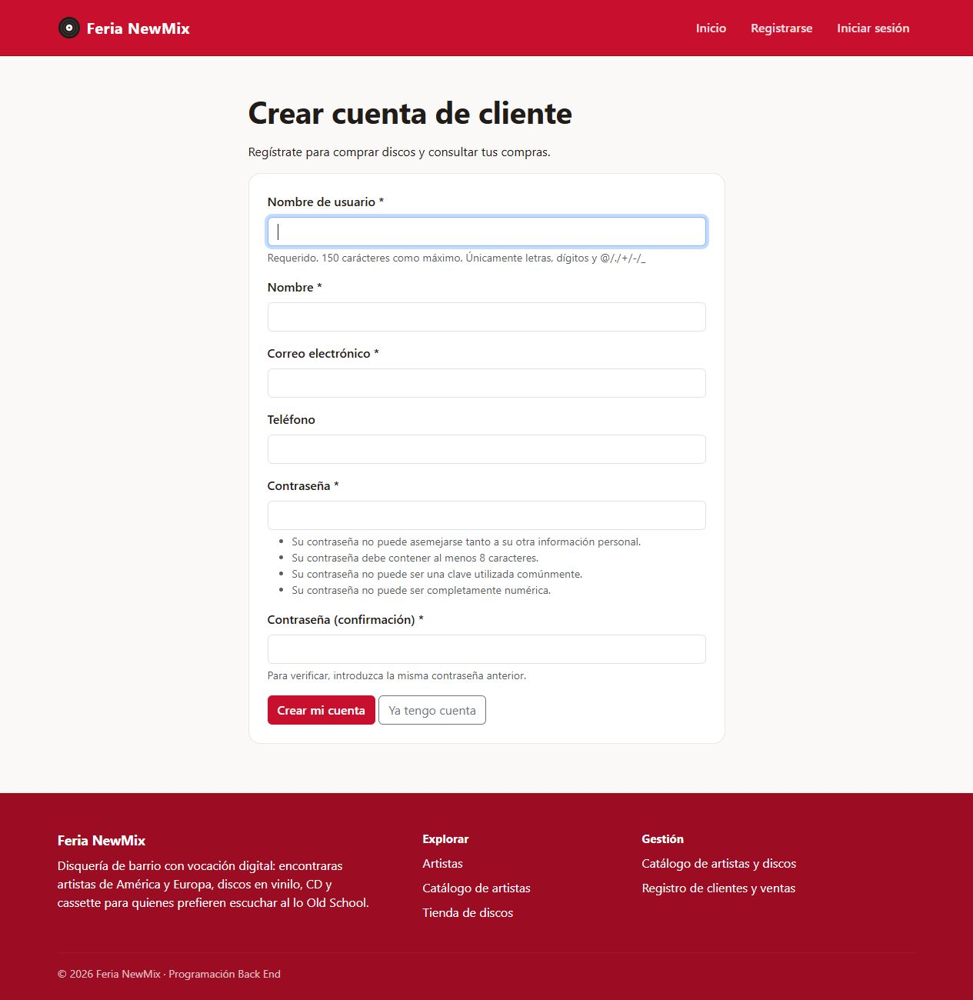 Feria NewMix
Inicio
Registrarse
Iniciar sesión
Crear cuenta de cliente
Regístrate para comprar discos y consultar tus compras.
Nombre de usuario *
Requerido. 150 carácteres como máximo. Únicamente letras, dígitos y @/./+/-/_
Nombre *
Correo electrónico *
Teléfono
Contraseña *
Su contraseña no puede asemejarse tanto a su otra información personal.
Su contraseña debe contener al menos 8 caracteres.
Su contraseña no puede ser una clave utilizada comúnmente.
Su contraseña no puede ser completamente numérica.
Contraseña (confirmación) *
Para verificar, introduzca la misma contraseña anterior.
Crear mi cuenta
Ya tengo cuenta
Feria NewMix
Disquería de barrio con vocación digital: encontraras
artistas de América y Europa, discos en vinilo, CD y
cassette para quienes prefieren escuchar al lo Old School.
Explorar
Artistas
Catálogo de artistas
Tienda de discos
Gestión
Catálogo de artistas y discos
Registro de clientes y ventas
© 2026 Feria NewMix · Programación Back End